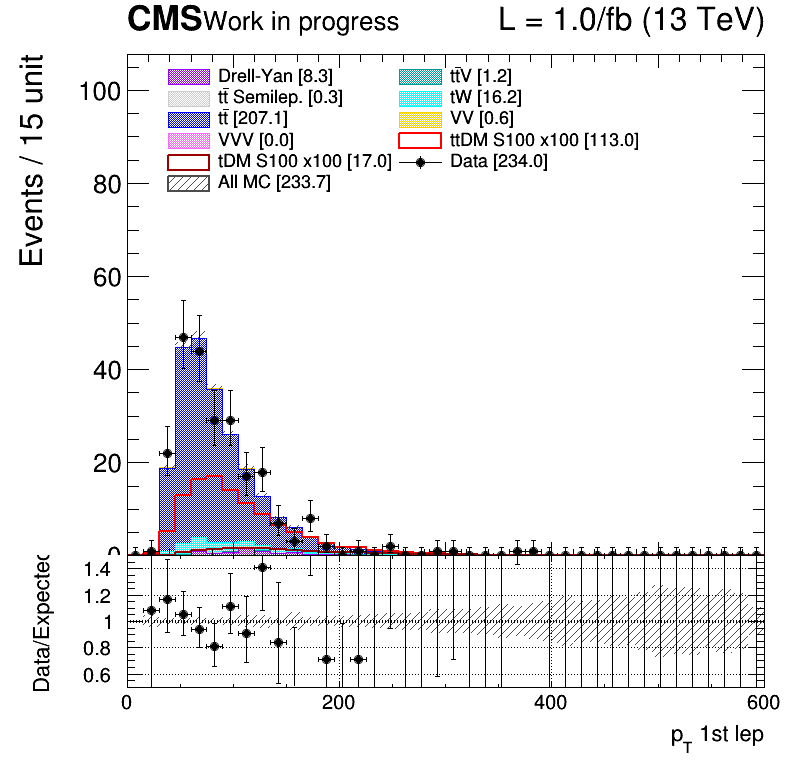 CMS Work in progress L = 1.0/fb (13 TeV)
Drell-Yan [8.3] tt̄V [1.2]
tt̄ Semilep. [0.3] tW [16.2]
tt̄ [207.1] VV [0.6]
VVV [0.0] ttDM S100 x100 [113.0]
tDM S100 x100 [17.0] Data [234.0]
All MC [233.7]
Events / 15 unit
100
80
60
40
20
0
Data/Expected
1.4
1.2
1
0.8
0.6
0 200 400 600
p_T 1st lep